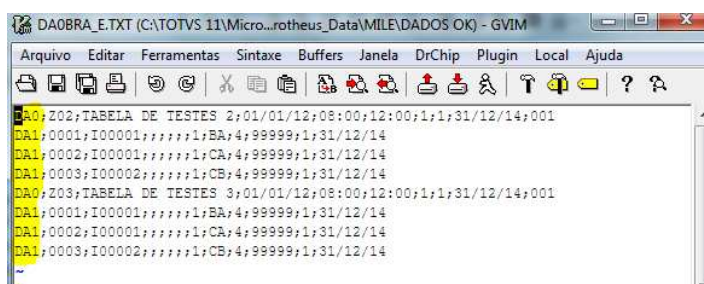 DA0BRA_E.TXT (C:\TOTVS 11\Micro...rotheus_Data\MILE\DADOS OK) - GVIM
Arquivo Editar Ferramentas Sintaxe Buffers Janela DrChip Plugin Local Ajuda
DA0;Z02;TABELA DE TESTES 2;01/01/12;08:00;12:00;1;1;31/12/14;001
DA1;0001;I00001;;;;;;1;BA;4;99999;1;31/12/14
DA1;0002;I00001;;;;;;1;CA;4;99999;1;31/12/14
DA1;0003;I00002;;;;;;1;CB;4;99999;1;31/12/14
DA0;Z03;TABELA DE TESTES 3;01/01/12;08:00;12:00;1;1;31/12/14;001
DA1;0001;I00001;;;;;;1;BA;4;99999;1;31/12/14
DA1;0002;I00001;;;;;;1;CA;4;99999;1;31/12/14
DA1;0003;I00002;;;;;;1;CB;4;99999;1;31/12/14
~